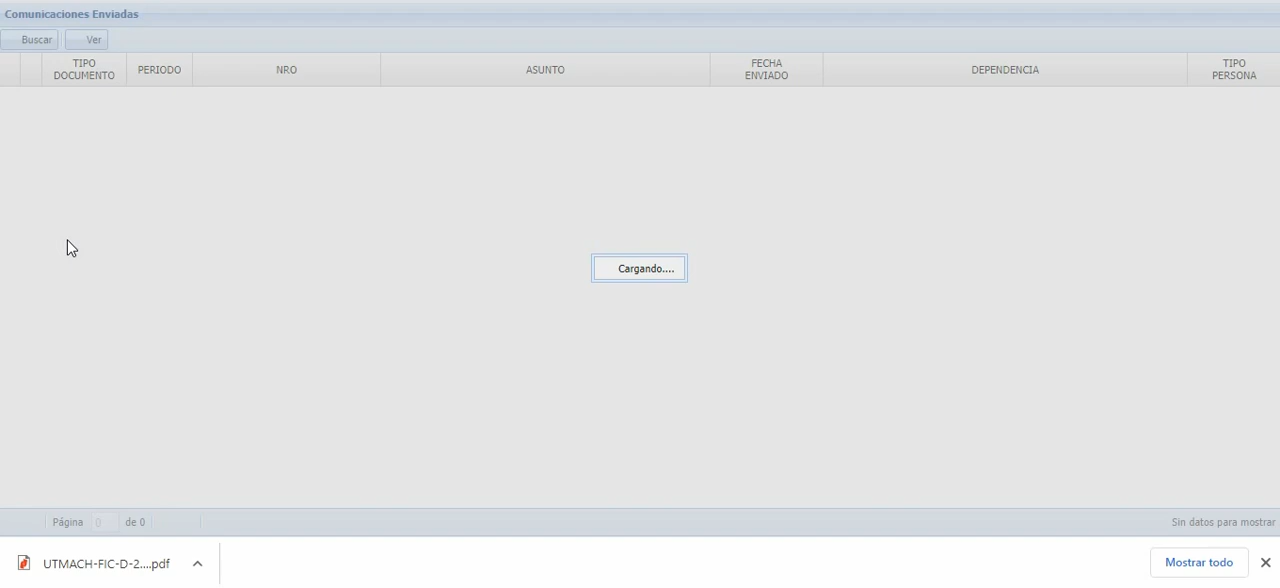 Comunicaciones Enviadas
Buscar Ver
TIPO DOCUMENTO PERIODO NRO ASUNTO FECHA ENVIADO DEPENDENCIA TIPO PERSONA
Cargando....
Página 0 de 0 Sin datos para mostrar
UTMACH-FIC-D-2....pdf Mostrar todo